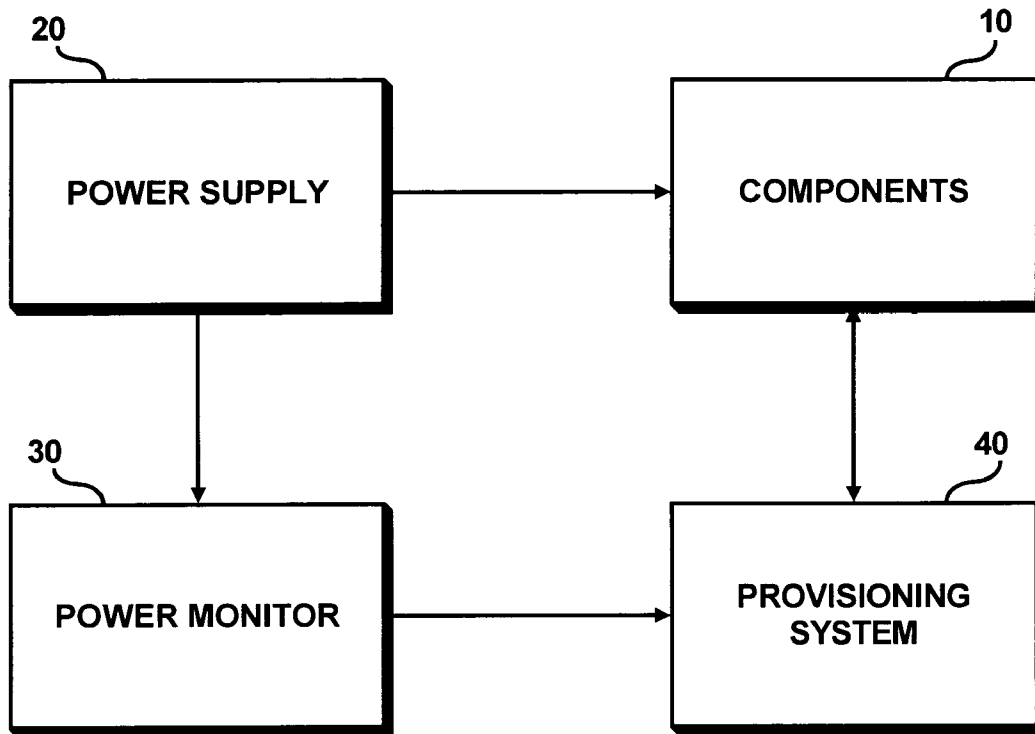 20
10
POWER SUPPLY
COMPONENTS
30
40
POWER MONITOR
PROVISIONING
SYSTEM